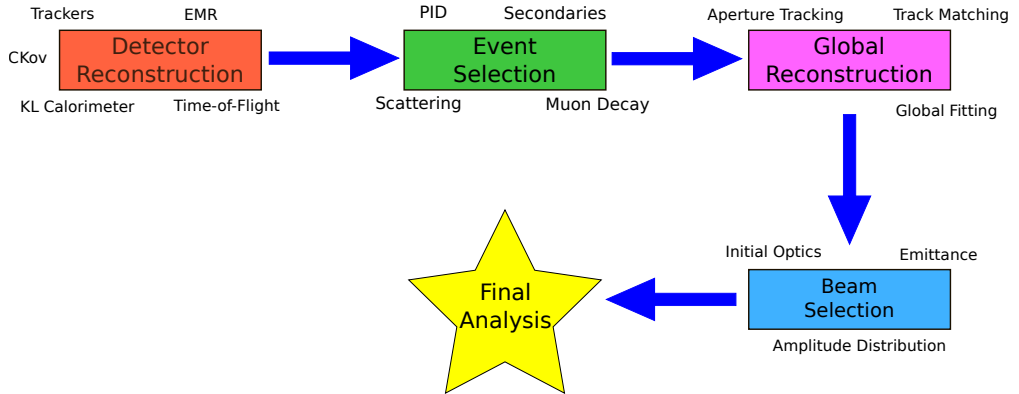 Trackers
EMR
CKov
Detector
Reconstruction
KL Calorimeter
Time-of-Flight
PID
Secondaries
Event
Selection
Scattering
Muon Decay
Aperture Tracking
Track Matching
Global
Reconstruction
Global Fitting
Initial Optics
Emittance
Beam
Selection
Amplitude Distribution
Final
Analysis